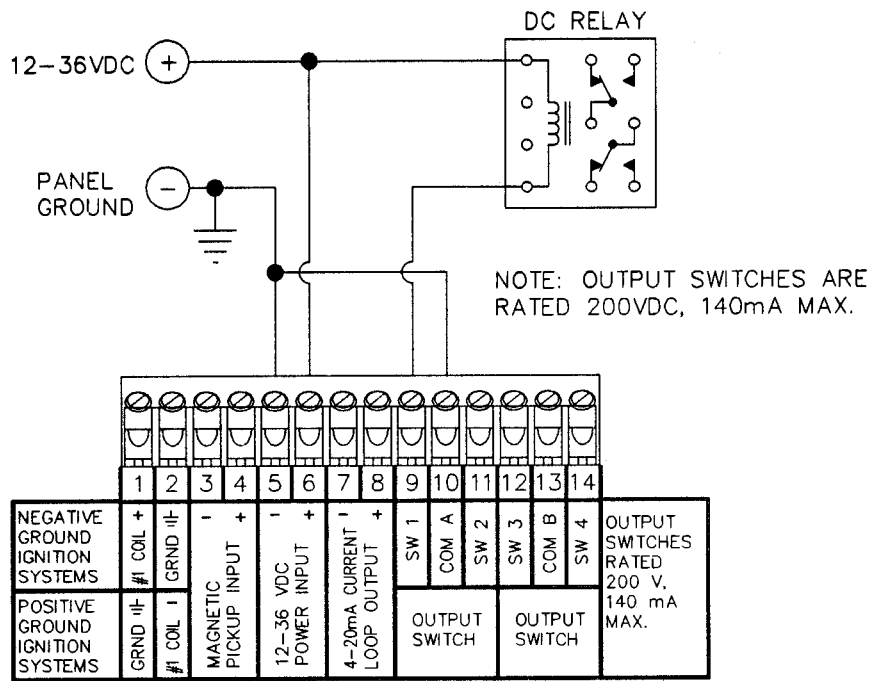 DC RELAY
12-36VDC +
PANEL
GROUND
-
NOTE: OUTPUT SWITCHES ARE
RATED 200VDC, 140mA MAX.
1 2 3 4 5 6 7 8 9 10 11 12 13 14
NEGATIVE
GROUND
IGNITION
SYSTEMS
#1 COIL +
GRND
POSITIVE
GROUND
IGNITION
SYSTEMS
GRND
#1 COIL -
- +
MAGNETIC
PICKUP INPUT
- +
12-36 VDC
POWER INPUT
- +
4-20mA CURRENT
LOOP OUTPUT
SW 1
COM A
SW 2
SW 3
COM B
SW 4
OUTPUT
SWITCH
OUTPUT
SWITCH
OUTPUT
SWITCHES
RATED
200 V,
140 mA
MAX.